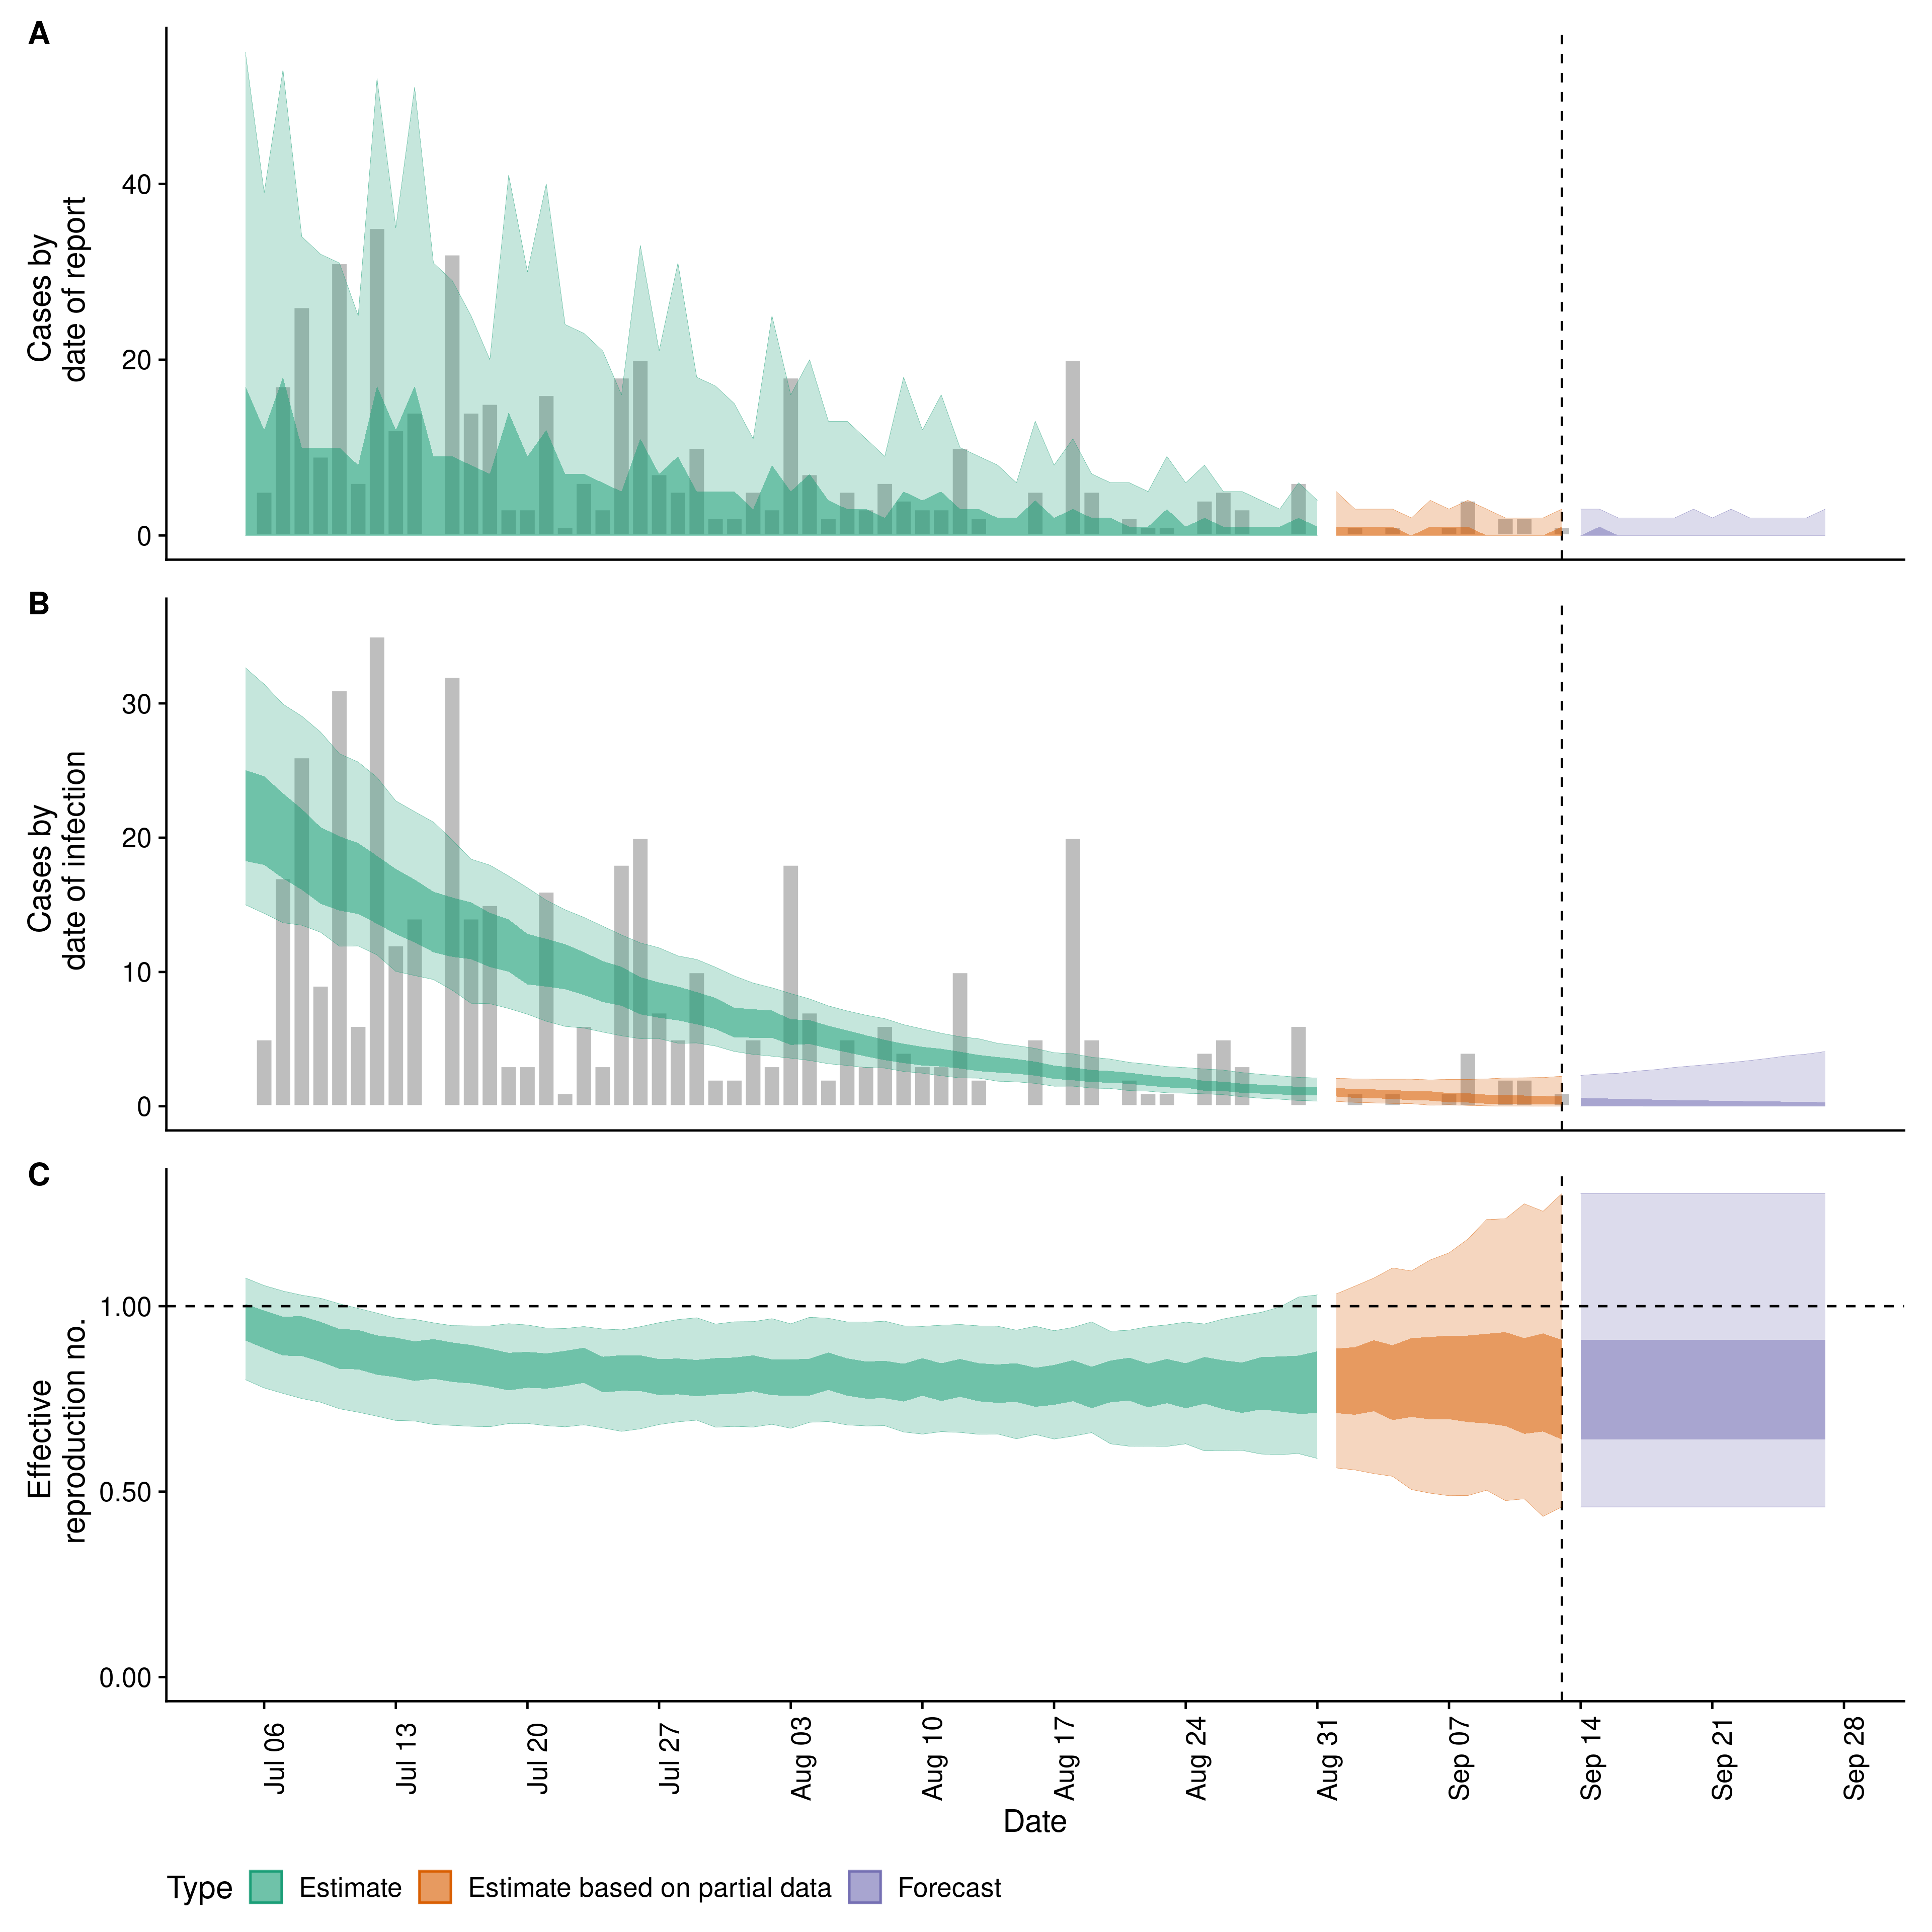 A
Cases by
date of report
40
20
0
B
Cases by
date of infection
30
20
10
0
C
Effective
reproduction no.
1.00
0.50
0.00
Jul 06
Jul 13
Jul 20
Jul 27
Aug 03
Aug 10
Aug 17
Aug 24
Aug 31
Sep 07
Sep 14
Sep 21
Sep 28
Date
Type Estimate Estimate based on partial data Forecast